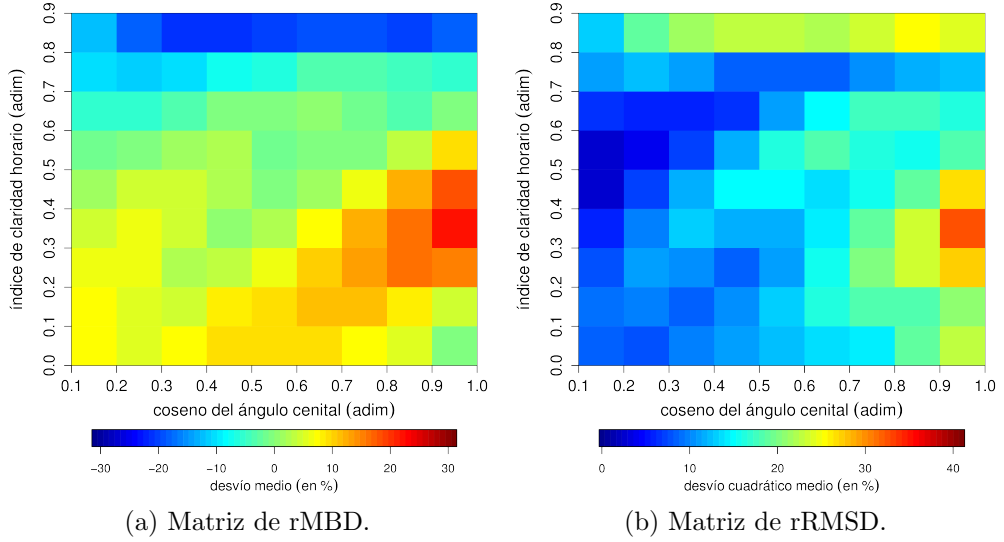 índice de claridad horario (adim)
0.0 0.1 0.2 0.3 0.4 0.5 0.6 0.7 0.8 0.9
0.1 0.2 0.3 0.4 0.5 0.6 0.7 0.8 0.9 1.0
coseno del ángulo cenital (adim)
−30 −20 −10 0 10 20 30
desvío medio (en %)
(a) Matriz de rMBD.
índice de claridad horario (adim)
0.0 0.1 0.2 0.3 0.4 0.5 0.6 0.7 0.8 0.9
0.1 0.2 0.3 0.4 0.5 0.6 0.7 0.8 0.9 1.0
coseno del ángulo cenital (adim)
0 10 20 30 40
desvío cuadrático medio (en %)
(b) Matriz de rRMSD.